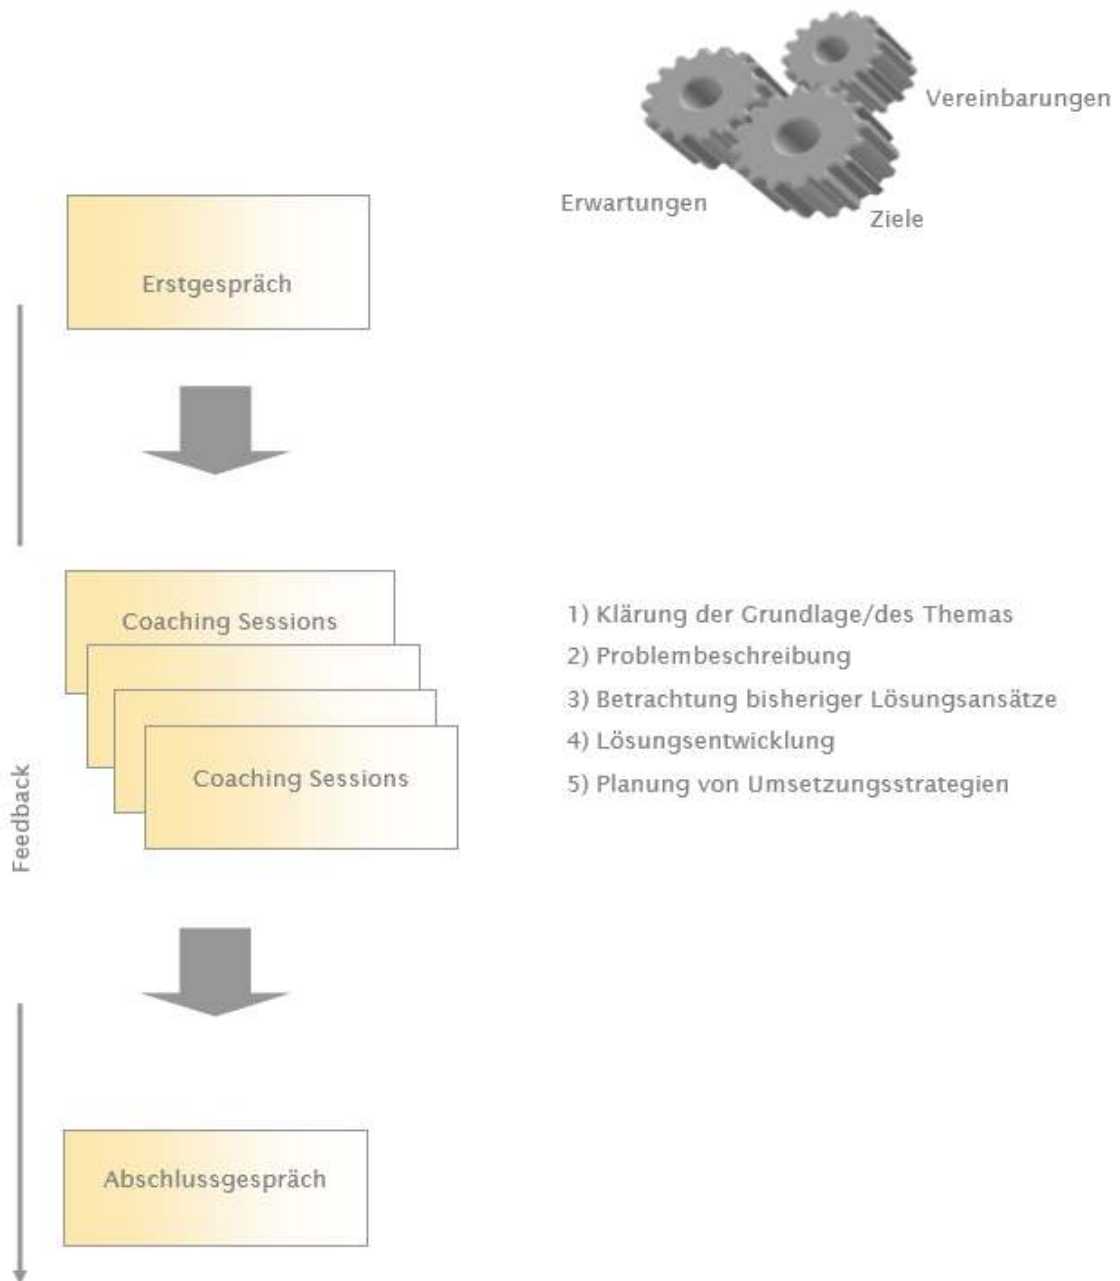 Vereinbarungen
Erwartungen
Ziele
Erstgespräch
Coaching Sessions
Coaching Sessions
1) Klärung der Grundlage/des Themas
2) Problembeschreibung
3) Betrachtung bisheriger Lösungsansätze
4) Lösungsentwicklung
5) Planung von Umsetzungsstrategien
Feedback
Abschlussgespräch